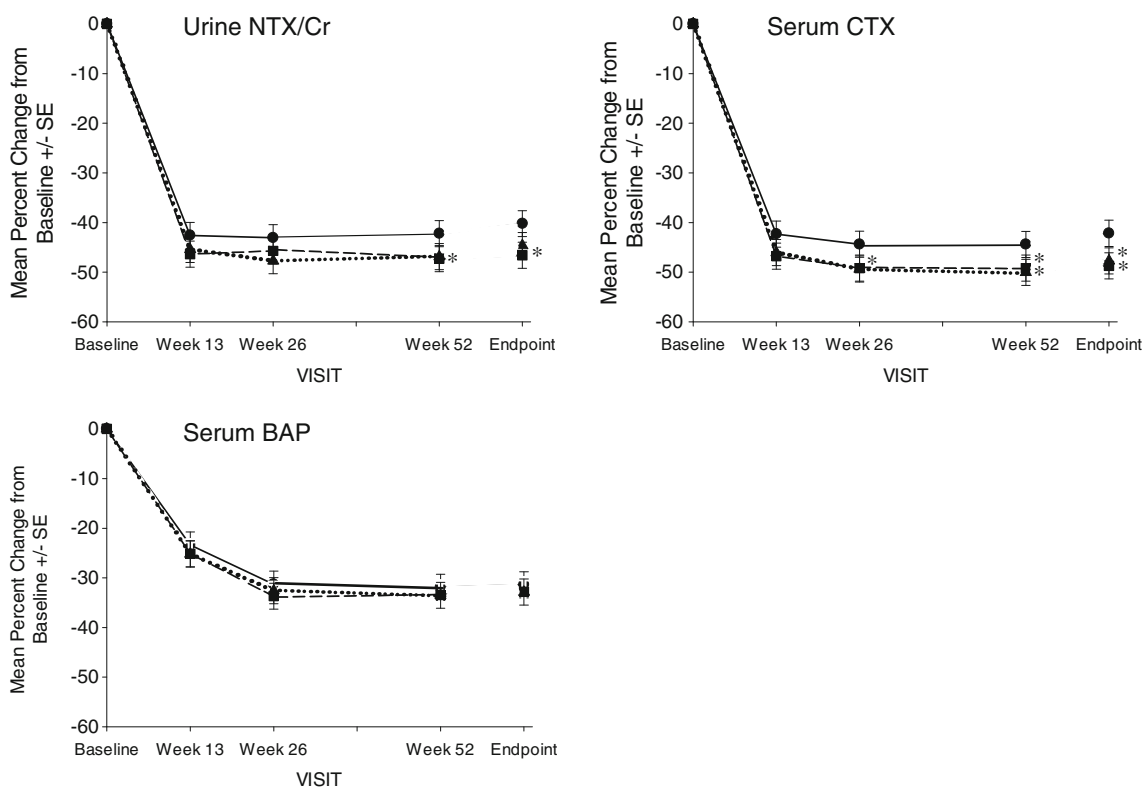 Urine NTX/Cr
Mean Percent Change from
Baseline +/- SE
0
-10
-20
-30
-40
-50
-60
*
*
Baseline Week 13 Week 26 Week 52 Endpoint
VISIT
Serum CTX
Mean Percent Change from
Baseline +/- SE
0
-10
-20
-30
-40
-50
-60
*
*
*
*
*
Baseline Week 13 Week 26 Week 52 Endpoint
VISIT
Serum BAP
Mean Percent Change from
Baseline +/- SE
0
-10
-20
-30
-40
-50
-60
Baseline Week 13 Week 26 Week 52 Endpoint
VISIT